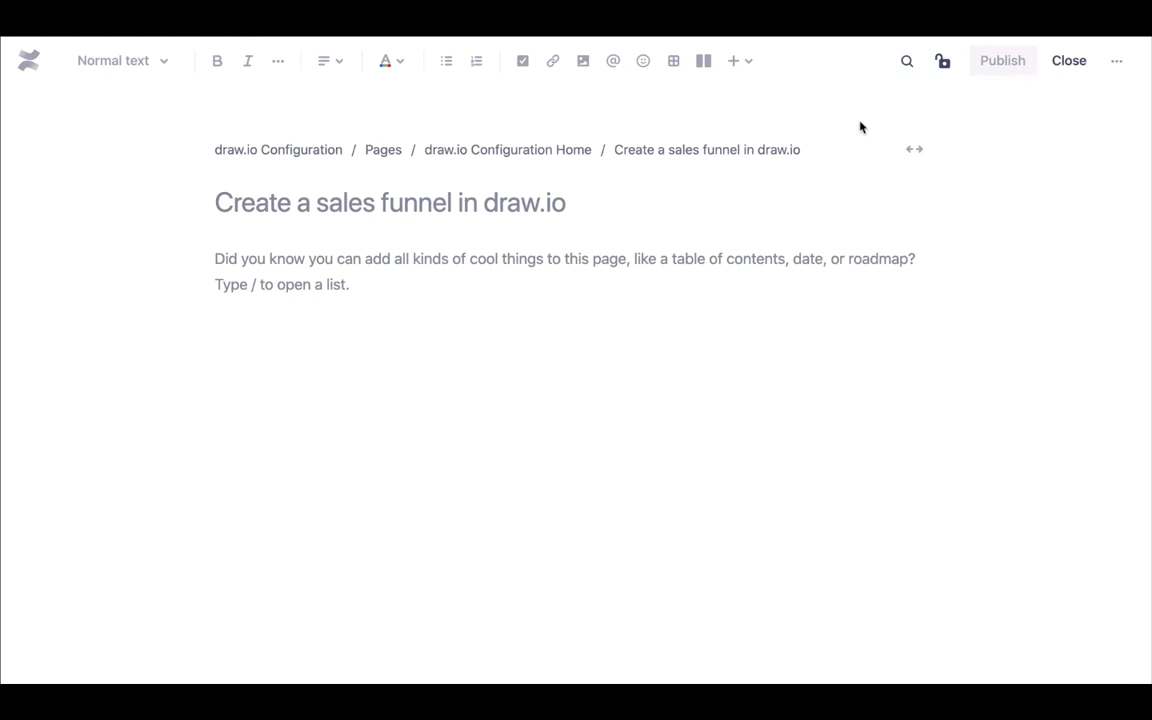 Normal text B I A @ Publish Close
draw.io Configuration / Pages / draw.io Configuration Home / Create a sales funnel in draw.io
Create a sales funnel in draw.io
Did you know you can add all kinds of cool things to this page, like a table of contents, date, or roadmap?
Type / to open a list.